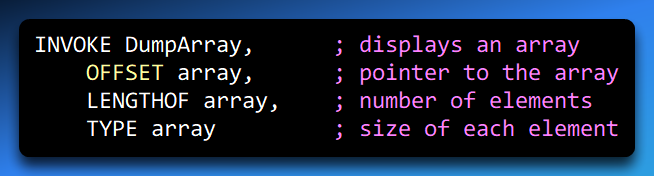 INVOKE DumpArray, ; displays an array
OFFSET array, ; pointer to the array
LENGTHOF array, ; number of elements
TYPE array ; size of each element